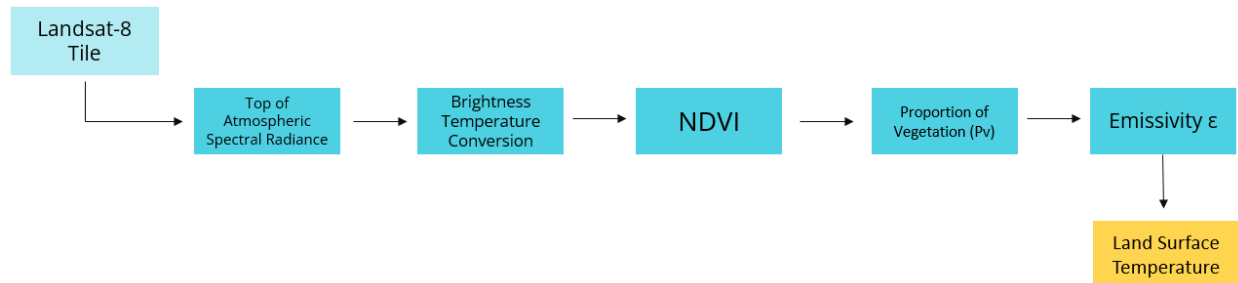 Landsat-8
Tile
Top of
Atmospheric
Spectral Radiance
Brightness
Temperature
Conversion
NDVI
Proportion of
Vegetation (Pv)
Emissivity ε
Land Surface
Temperature